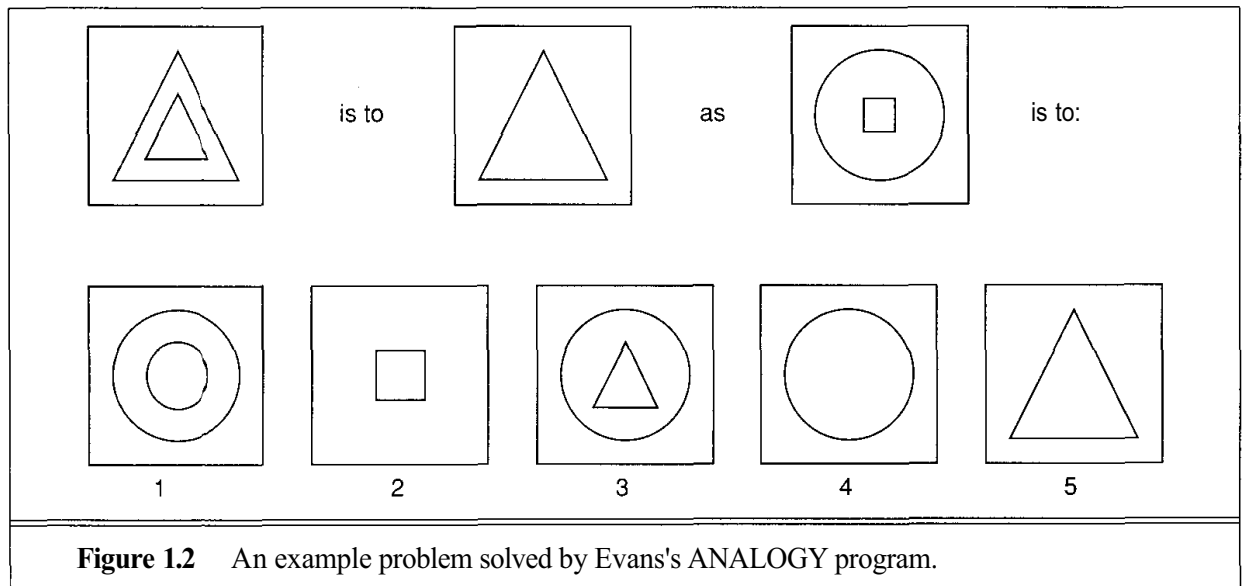 is to as is to:
1 2 3 4 5
Figure 1.2 An example problem solved by Evans's ANALOGY program.